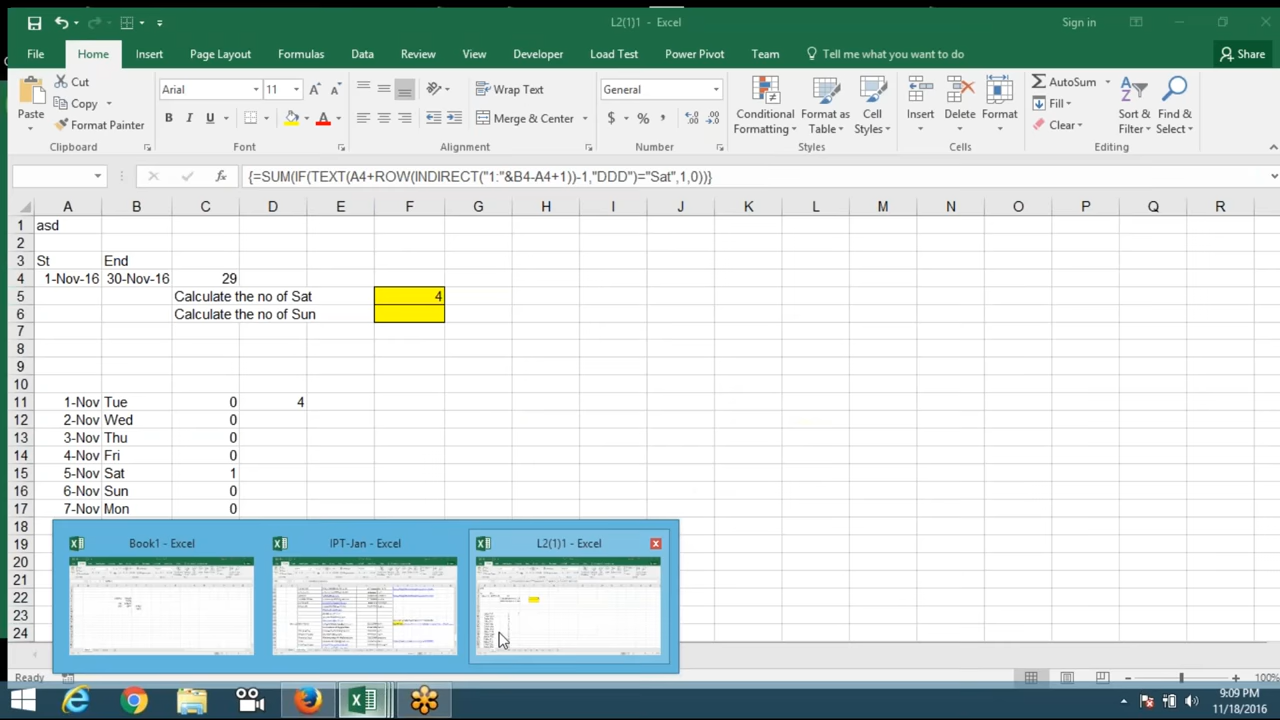 L2(1)1 - Excel
Sign in
File Home Insert Page Layout Formulas Data Review View Developer Load Test Power Pivot Team Tell me what you want to do Share
Cut
Copy
Format Painter
Paste
Clipboard
Arial 11
B I U
Font
Wrap Text
Merge & Center
Alignment
General
$ % ,
Number
Conditional Formatting
Format as Table
Cell Styles
Styles
Insert Delete Format
Cells
AutoSum
Fill
Clear
Sort & Filter
Find & Select
Editing
{=SUM(IF(TEXT(A4+ROW(INDIRECT("1:"&B4-A4+1))-1,"DDD")="Sat",1,0))}
A B C D E F G H I J K L M N O P Q R
1 asd
2
3 St End
4 1-Nov-16 30-Nov-16 29
5 Calculate the no of Sat 4
6 Calculate the no of Sun
7
8
9
10
11 1-Nov Tue 0 4
12 2-Nov Wed 0
13 3-Nov Thu 0
14 4-Nov Fri 0
15 5-Nov Sat 1
16 6-Nov Sun 0
17 7-Nov Mon 0
18
19
20
21
22
23
24
Book1 - Excel
IPT-Jan - Excel
L2(1)1 - Excel
Ready
100%
9:09 PM
11/18/2016